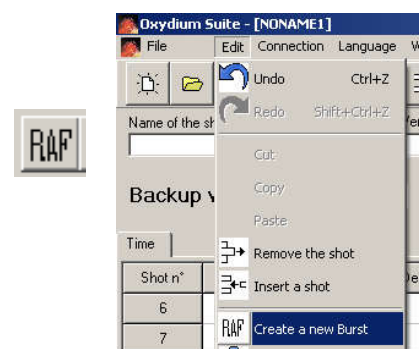 Oxydium Suite - [NONAME1]
File Edit Connection Language
Undo Ctrl+Z
Redo Shift+Ctrl+Z
Name of the
Cut
RAF
Copy
Backup
Paste
Time
Remove the shot
Shot n°
Insert a shot
6
RAF Create a new Burst
7